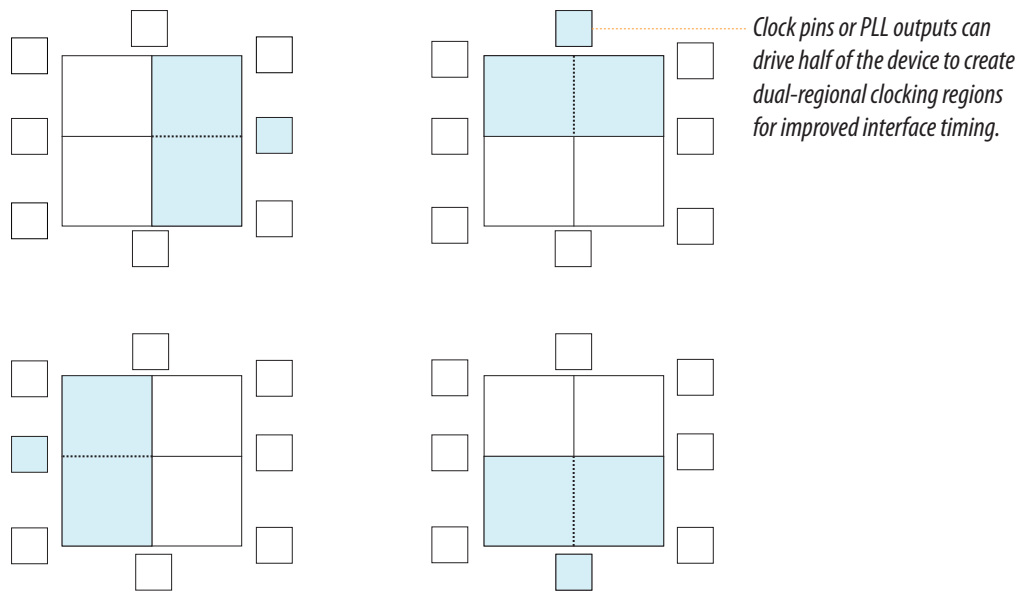 Clock pins or PLL outputs can
drive half of the device to create
dual-regional clocking regions
for improved interface timing.